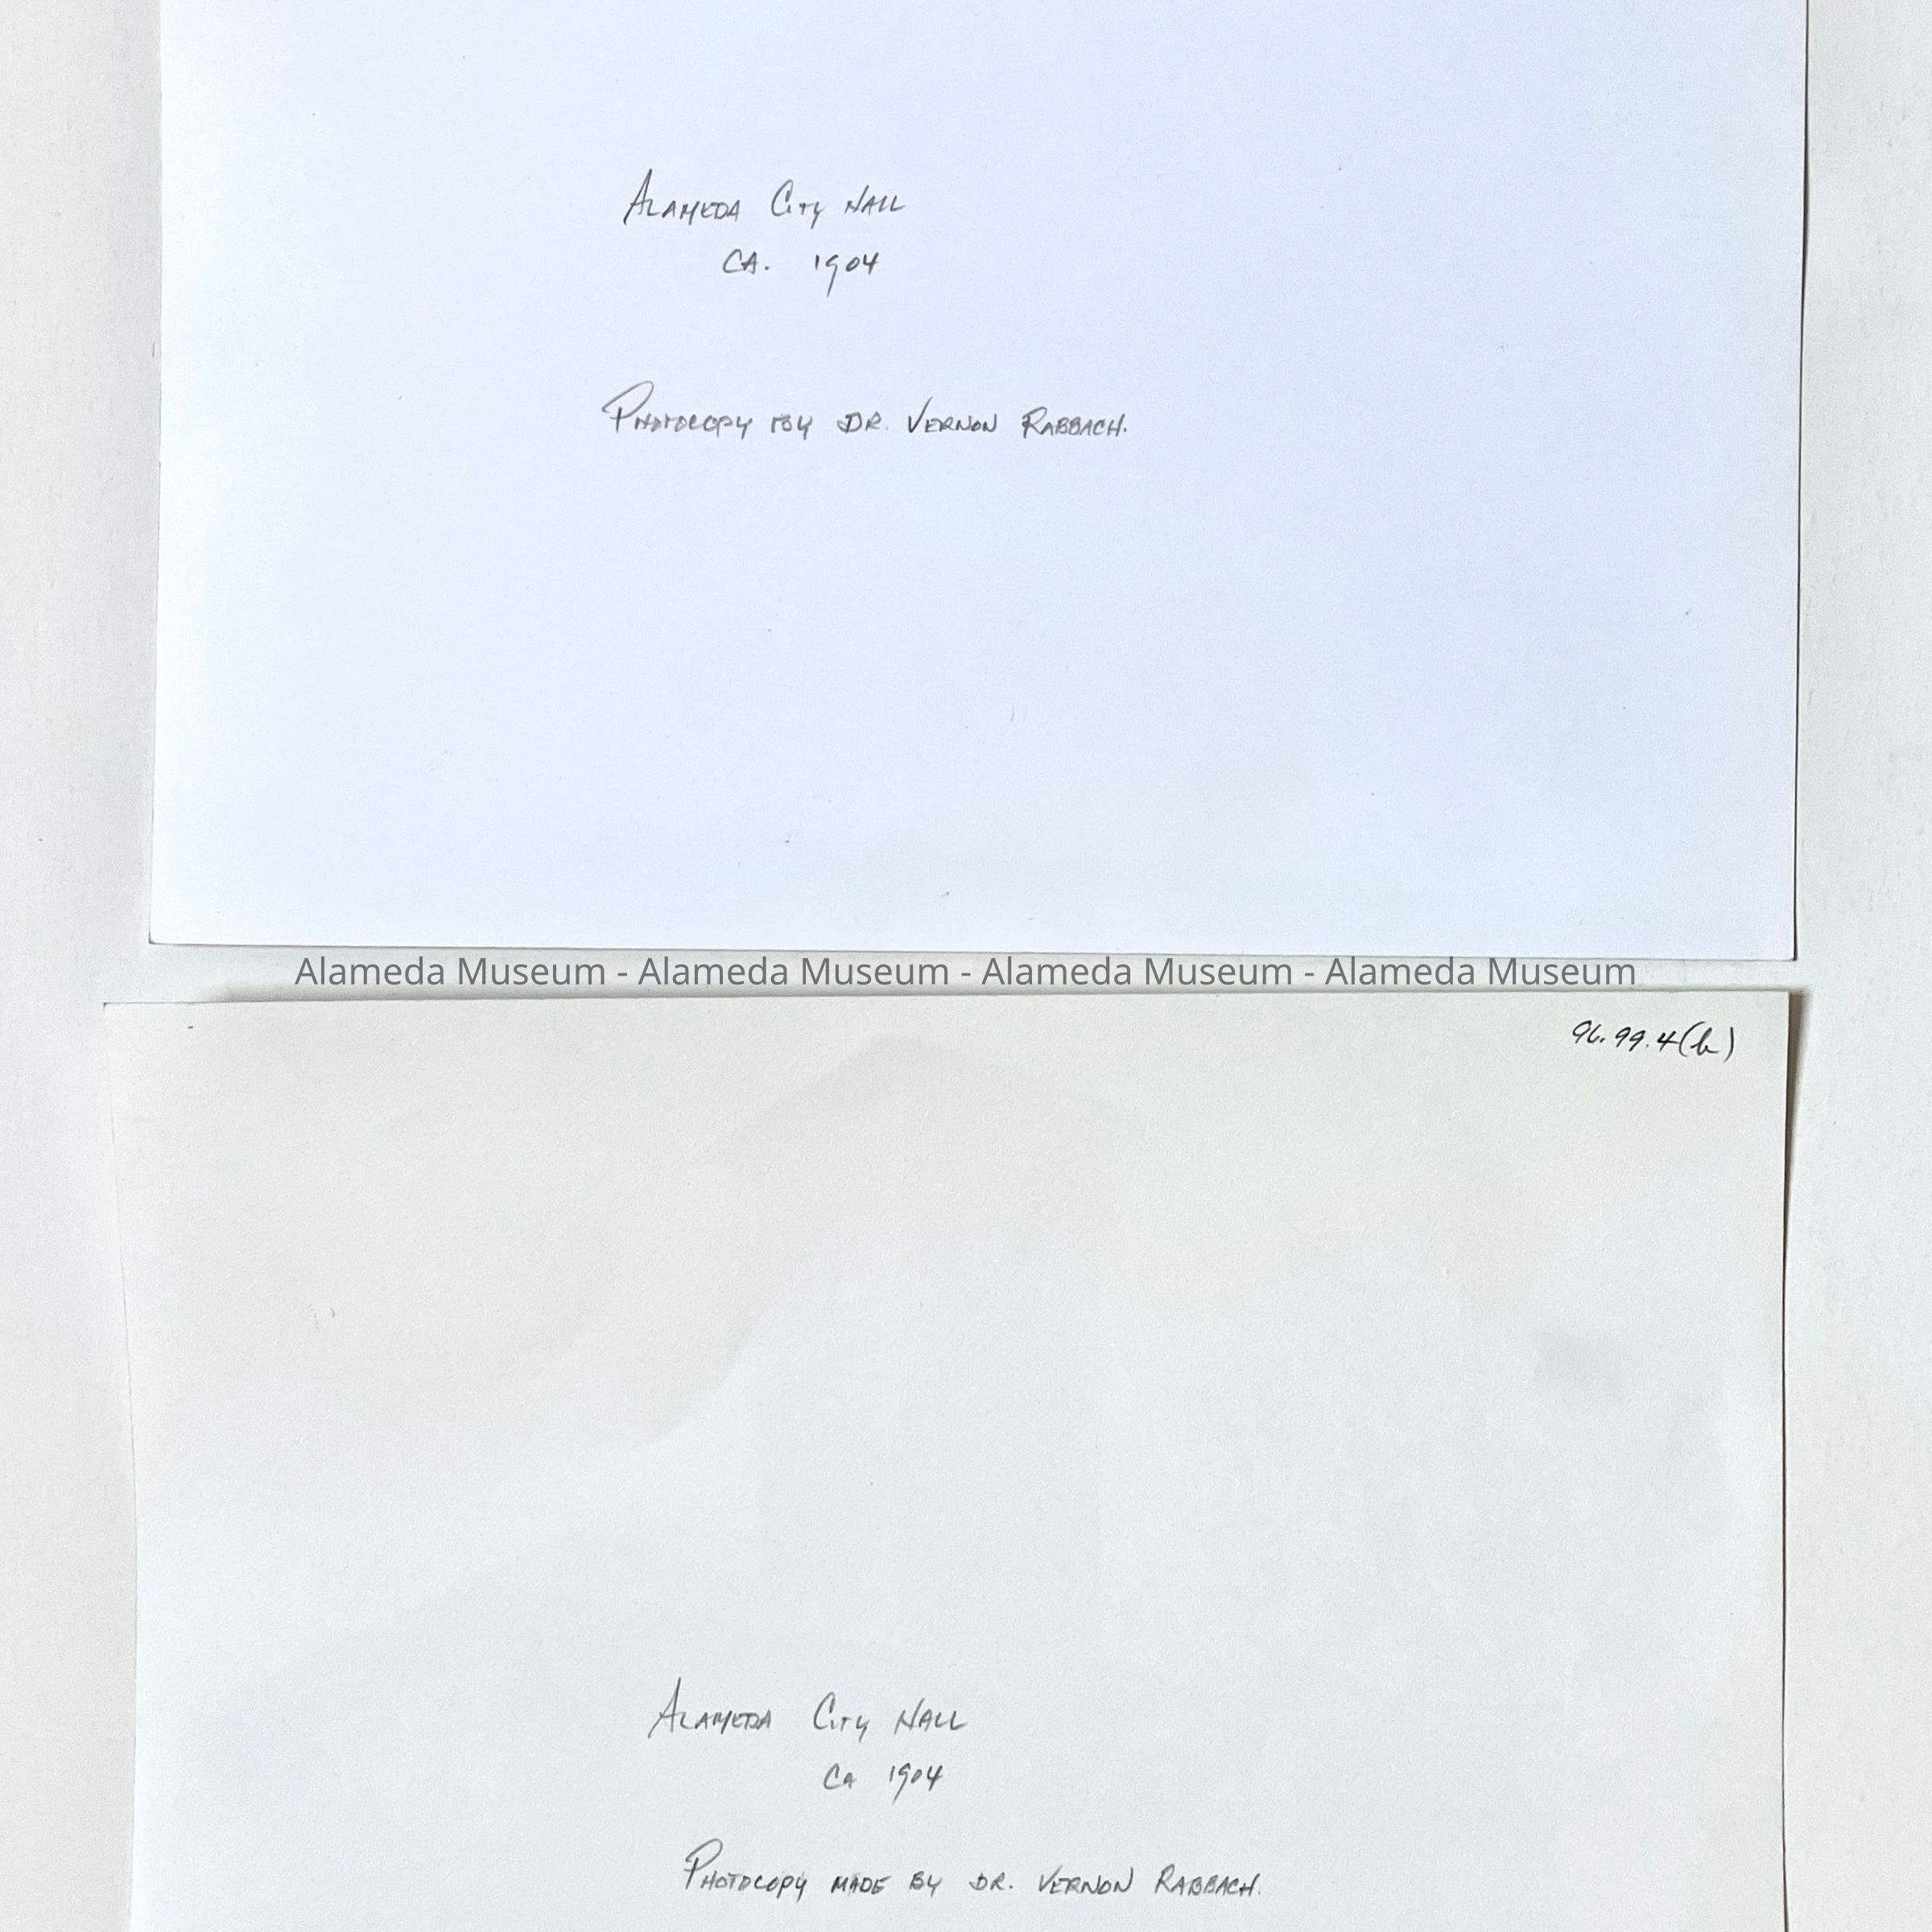 ALAMEDA CITY HALL
CA. 1904
PHOTOCOPY BY DR. VERNON RABBACH.
Alameda Museum - Alameda Museum - Alameda Museum - Alameda Museum
96.99.4(b)
ALAMEDA CITY HALL
CA 1904
PHOTOCOPY MADE BY DR. VERNON RABBACH.